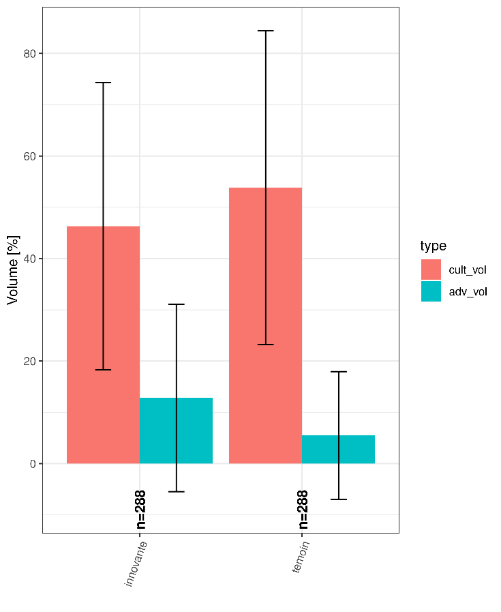 80
60
40
20
0
Volume [%]
n=288
n=288
innovante
temoin
type
cult_vol
adv_vol